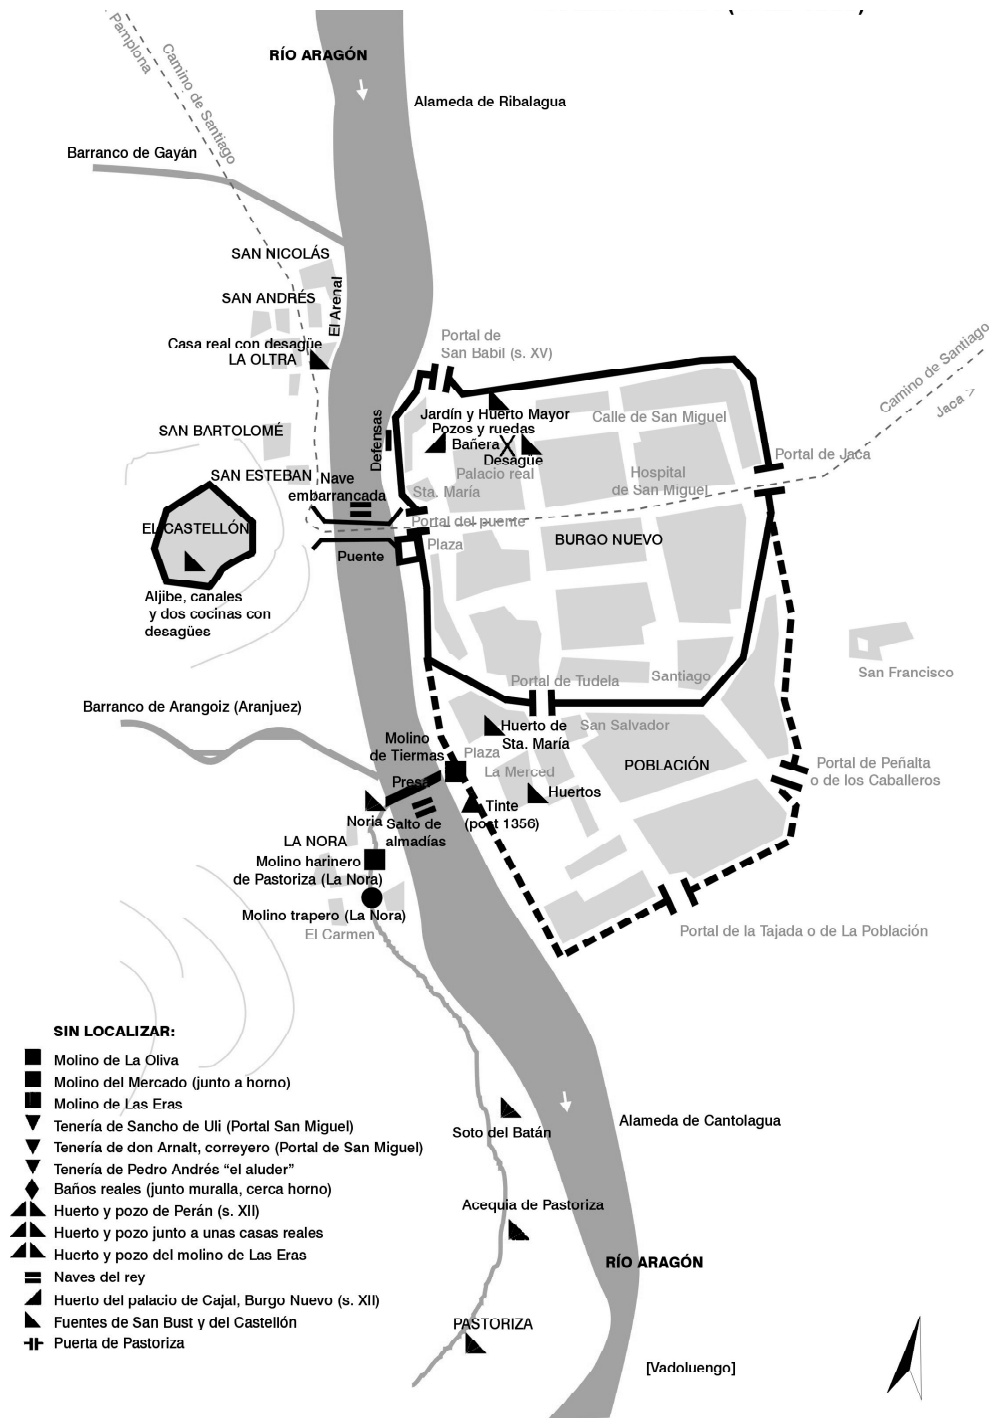 RÍO ARAGÓN
Pamplona
Camino de Santiago
Alameda de Ribalagua
Barranco de Gayán
SAN NICOLÁS
SAN ANDRÉS
El Arenal
Casa real con desagüe
LA OLTRA
Portal de
San Babil (s. XV)
Camino de Santiago
Jaca >
Jardín y Huerto Mayor
Pozos y ruedas
Bañera
Desagüe
Calle de San Miguel
Defensas
SAN BARTOLOMÉ
Palacio real
Hospital
de San Miguel
Portal de Jaca
SAN ESTEBAN
Nave
embarrancada
Sta. María
EL CASTELLÓN
Portal del puente
Puente
Plaza
BURGO NUEVO
Aljibe, canales
y dos cocinas con
desagües
San Francisco
Portal de Tudela
Santiago
Barranco de Arangoiz (Aranjuez)
Huerto de
Sta. María
San Salvador
Molino
de Tiermas
Plaza
La Merced
POBLACIÓN
Portal de Peñalta
o de los Caballeros
Presa
Huertos
Noria
Salto de
almadías
Tinte
(post 1356)
LA NORA
Molino harinero
de Pastoriza (La Nora)
Molino trapero (La Nora)
El Carmen
Portal de la Tajada o de La Población
SIN LOCALIZAR:
Molino de La Oliva
Molino del Mercado (junto a horno)
Molino de Las Eras
Tenería de Sancho de Uli (Portal San Miguel)
Tenería de don Arnalt, correyero (Portal de San Miguel)
Tenería de Pedro Andrés “el aluder”
Baños reales (junto muralla, cerca horno)
Huerto y pozo de Perán (s. XII)
Huerto y pozo junto a unas casas reales
Huerto y pozo del molino de Las Eras
Naves del rey
Huerto del palacio de Cajal, Burgo Nuevo (s. XII)
Fuentes de San Bust y del Castellón
Puerta de Pastoriza
Soto del Batán
Alameda de Cantolagua
Acequia de Pastoriza
RÍO ARAGÓN
PASTORIZA
[Vadoluengo]